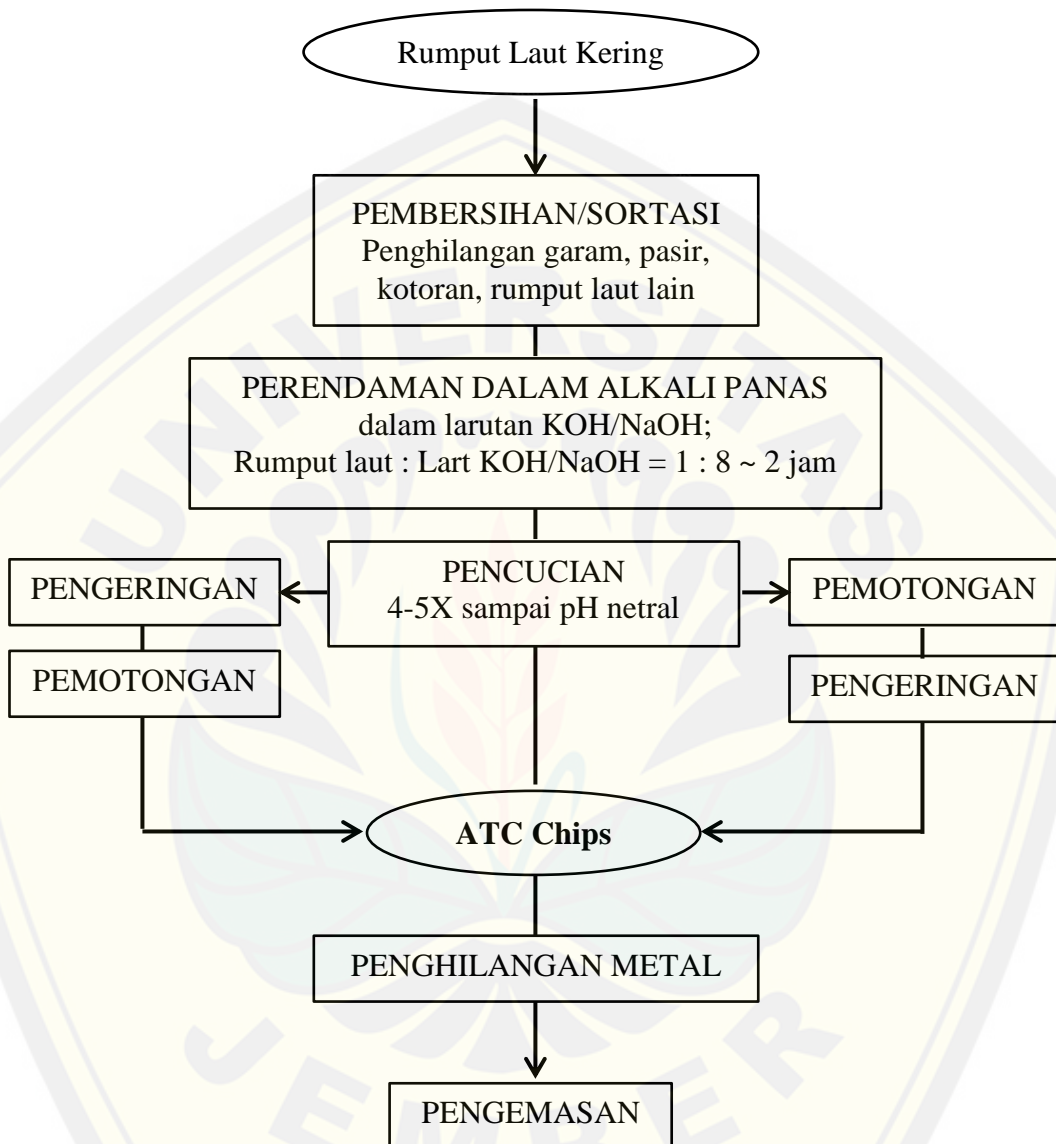 Rumput Laut Kering
PEMBERSIHAN/SORTASI
Penghilangan garam, pasir,
kotoran, rumput laut lain
PERENDAMAN DALAM ALKALI PANAS
dalam larutan KOH/NaOH;
Rumput laut : Lart KOH/NaOH = 1 : 8 ~ 2 jam
PENCUCIAN
4-5X sampai pH netral
PENGERINGAN
PEMOTONGAN
PEMOTONGAN
PENGERINGAN
ATC Chips
PENGHILANGAN METAL
PENGEMASAN
UNIVERSITAS
JEMBER